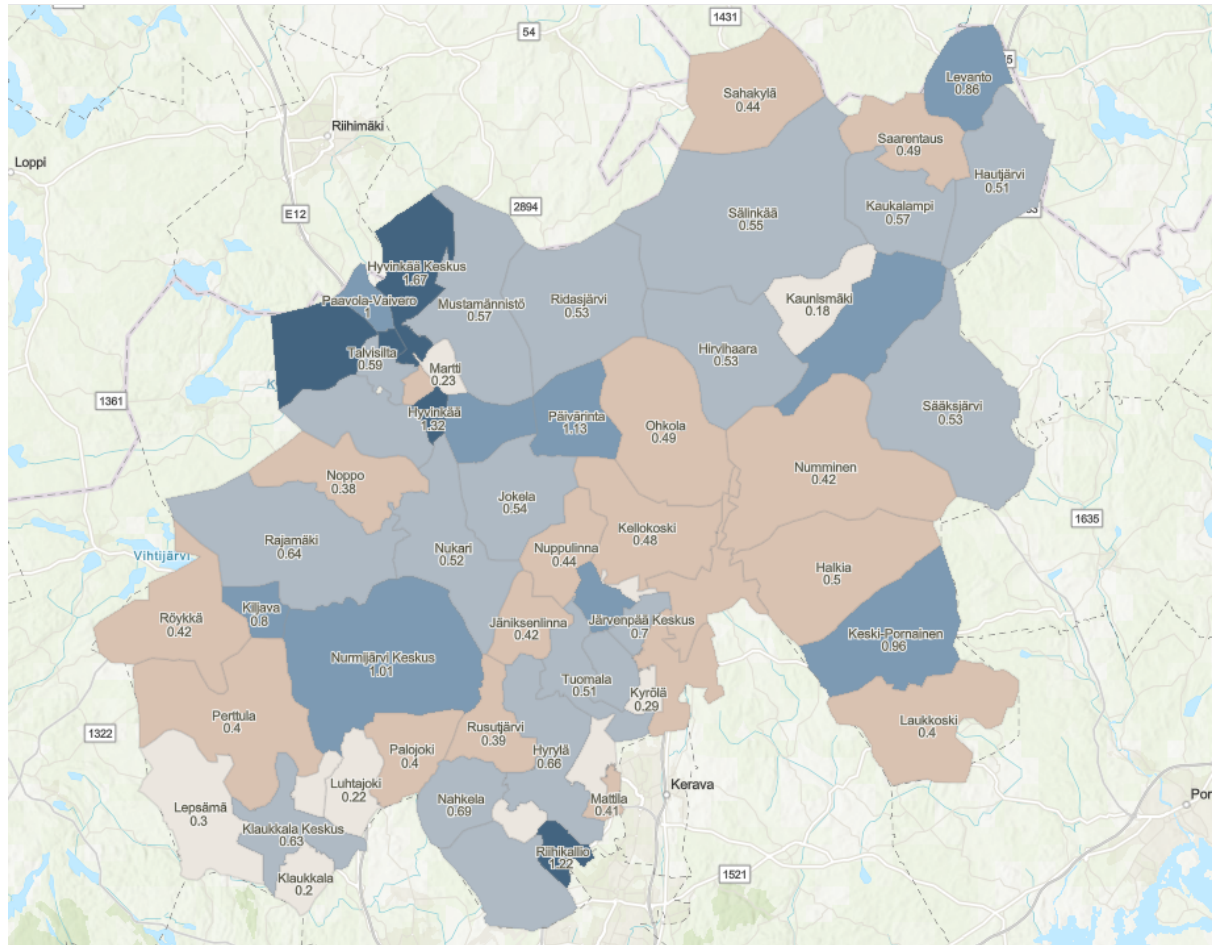 1431
54
Levanto
0.86
5
Sahakylä
0.44
Riihimäki
Saarentaus
0.49
Loppi
Hautjärvi
0.51
Kaukalampi
0.57
2894
E12
Sälinkää
0.55
Hyvinkää Keskus
1.67
Paavola-Vaivero
1
Mustamännistö
0.57
Ridasjärvi
0.53
Kaunismäki
0.18
Talvisilta
0.59
Martti
0.23
Hirvihaara
0.53
1361
Hyvinkää
1.32
Päivärinta
1.13
Ohkola
0.49
Sääksjärvi
0.53
Noppo
0.38
Numminen
0.42
Jokela
0.54
Rajamäki
0.64
Nukari
0.52
Kellokoski
0.48
1635
Vihtijärvi
Nuppulinna
0.44
Halkia
0.5
Kiljava
0.8
Röykkä
0.42
Jäniksenlinna
0.42
Järvenpää Keskus
0.7
Keski-Pornainen
0.96
Nurmijärvi Keskus
1.01
Tuomala
0.51
Kyrölä
0.29
Perttula
0.4
Laukkoski
0.4
1322
Rusutjärvi
0.39
Palojoki
0.4
Hyrylä
0.66
Luhtajoki
0.22
Kerava
Lepsämä
0.3
Nahkela
0.69
Mattila
0.41
Por
Klaukkala Keskus
0.63
Riihikallio
1.22
Klaukkala
0.2
1521